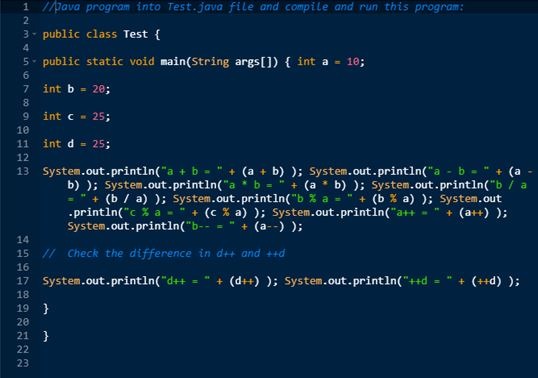 1 //Java program into Test.java file and compile and run this program:
2
3 public class Test {
4
5 public static void main(String args[]) { int a = 10;
6
7 int b = 20;
8
9 int c = 25;
10
11 int d = 25;
12
13 System.out.println("a + b = " + (a + b) ); System.out.println("a - b = " + (a -
b) ); System.out.println("a * b = " + (a * b) ); System.out.println("b / a
= " + (b / a) ); System.out.println("b % a = " + (b % a) ); System.out
.println("c % a = " + (c % a) ); System.out.println("a++ = " + (a++) );
System.out.println("b-- = " + (a--) );
14
15 //  Check the difference in d++ and ++d
16
17 System.out.println("d++ = " + (d++) ); System.out.println("++d = " + (++d) );
18
19 }
20
21 }
22
23